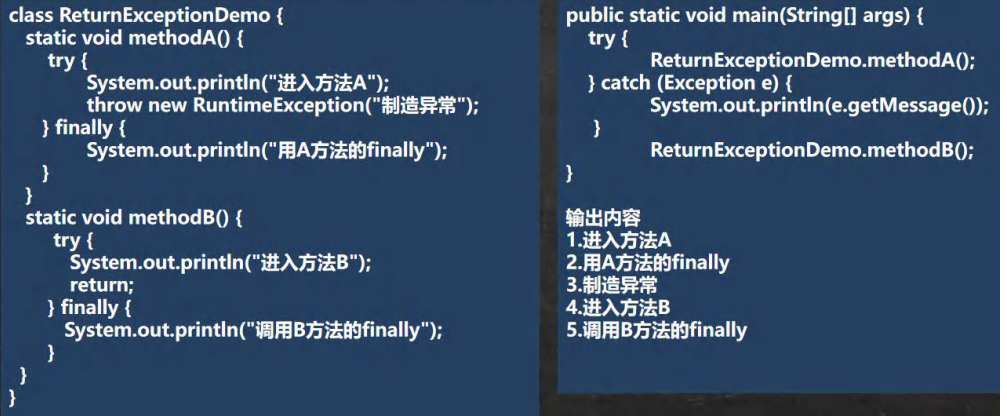 class ReturnExceptionDemo {
static void methodA() {
try {
System.out.println("进入方法A");
throw new RuntimeException("制造异常");
} finally {
System.out.println("用A方法的finally");
}
}
static void methodB() {
try {
System.out.println("进入方法B");
return;
} finally {
System.out.println("调用B方法的finally");
}
}
}
public static void main(String[] args) {
try {
ReturnExceptionDemo.methodA();
} catch (Exception e) {
System.out.println(e.getMessage());
}
ReturnExceptionDemo.methodB();
}
输出内容
1.进入方法A
2.用A方法的finally
3.制造异常
4.进入方法B
5.调用B方法的finally